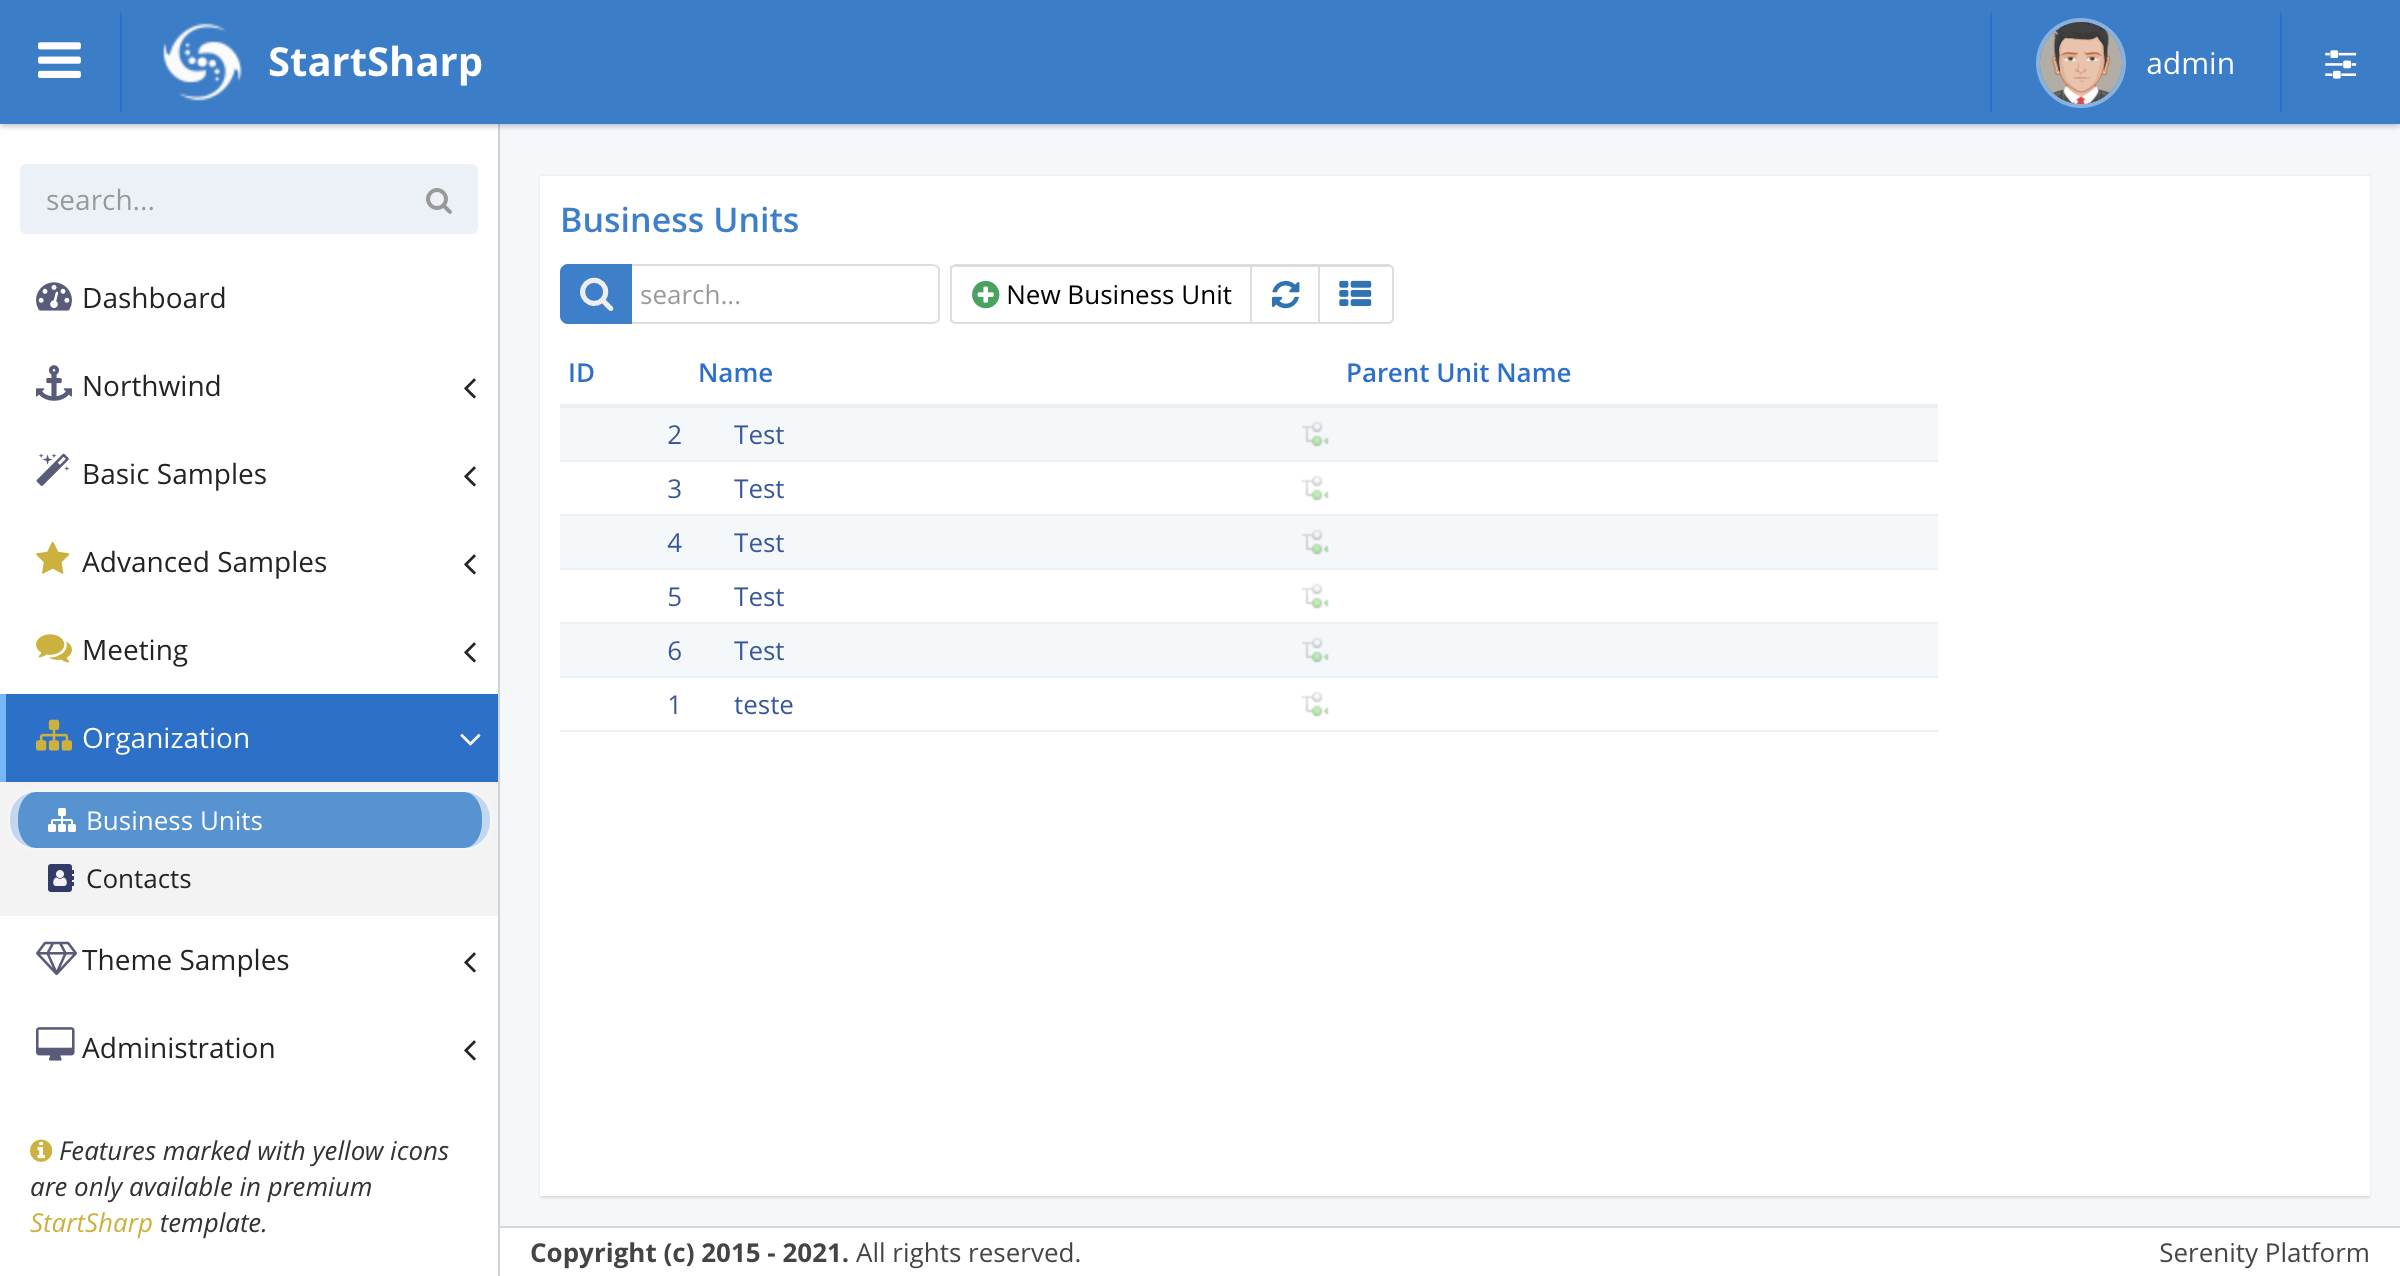 StartSharp
admin
search...
Dashboard
Northwind
Basic Samples
Advanced Samples
Meeting
Organization
Business Units
Contacts
Theme Samples
Administration
Features marked with yellow icons
are only available in premium
StartSharp template.
Business Units
search...
New Business Unit
ID Name Parent Unit Name
2 Test
3 Test
4 Test
5 Test
6 Test
1 teste
Copyright (c) 2015 - 2021. All rights reserved.
Serenity Platform